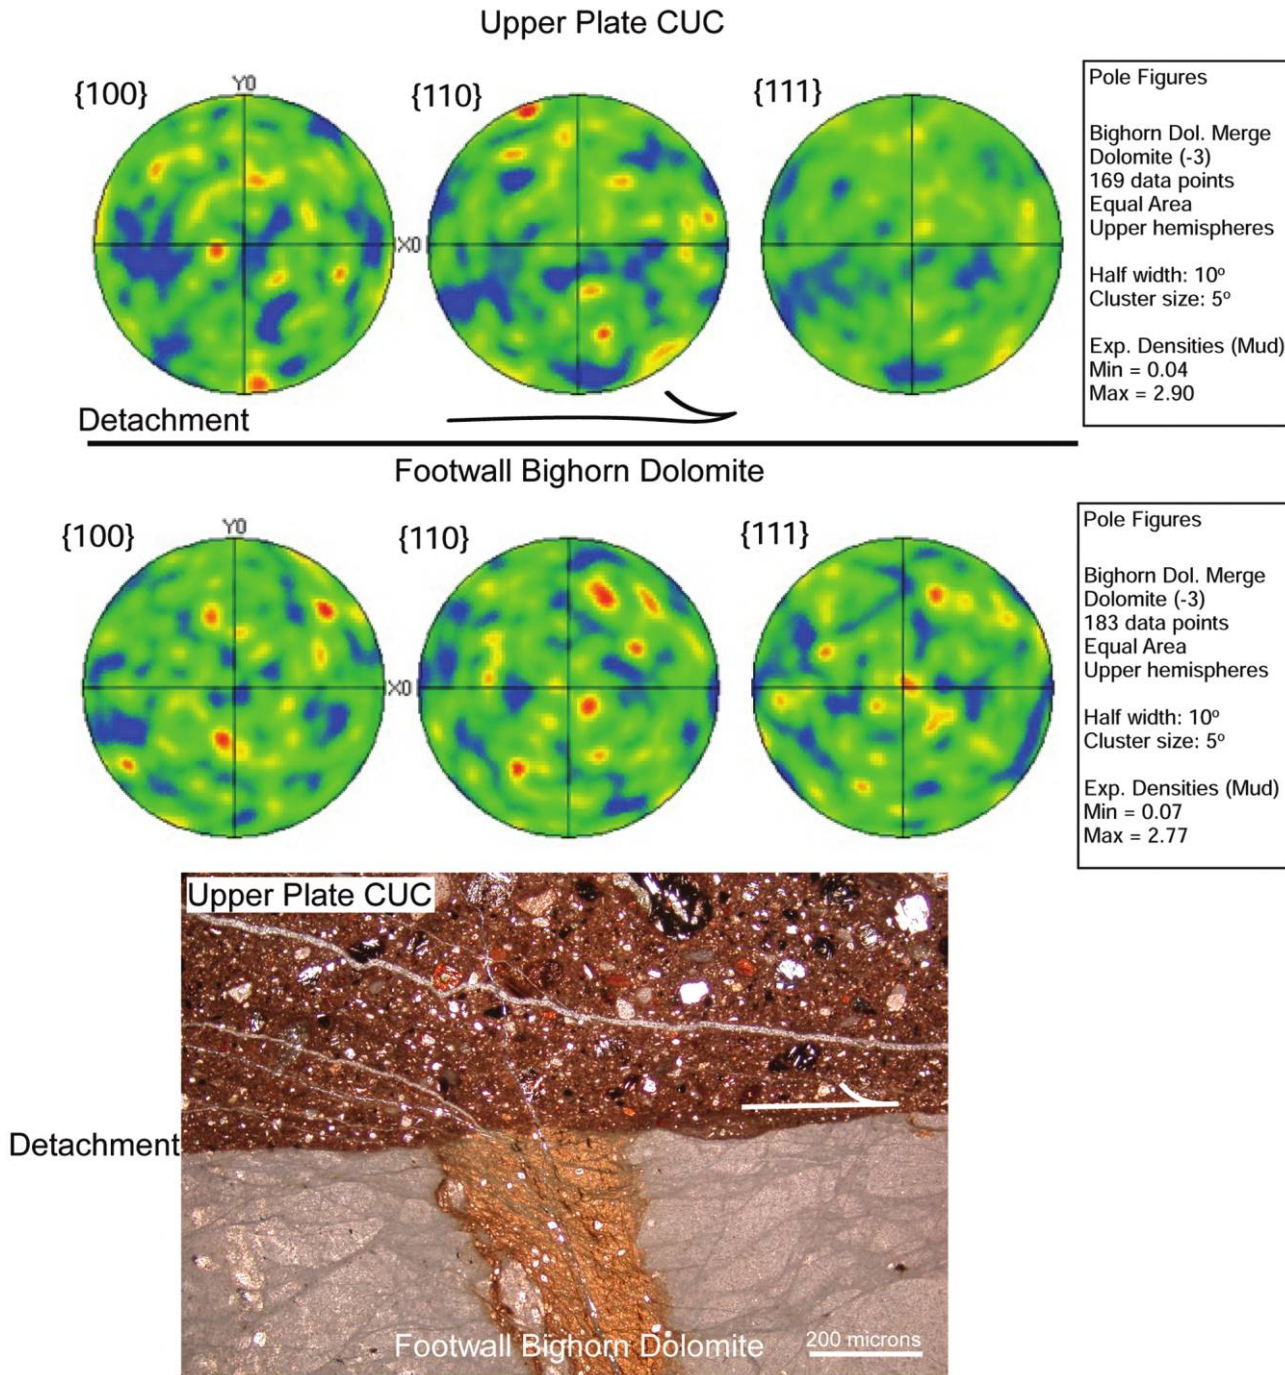 Upper Plate CUC
{100}
Y0
{110}
{111}
X0
Pole Figures
Bighorn Dol. Merge
Dolomite (-3)
169 data points
Equal Area
Upper hemispheres
Half width: 10º
Cluster size: 5º
Exp. Densities (Mud)
Min = 0.04
Max = 2.90
Detachment
Footwall Bighorn Dolomite
{100}
Y0
{110}
{111}
X0
Pole Figures
Bighorn Dol. Merge
Dolomite (-3)
183 data points
Equal Area
Upper hemispheres
Half width: 10º
Cluster size: 5º
Exp. Densities (Mud)
Min = 0.07
Max = 2.77
Upper Plate CUC
Detachment
Footwall Bighorn Dolomite
200 microns